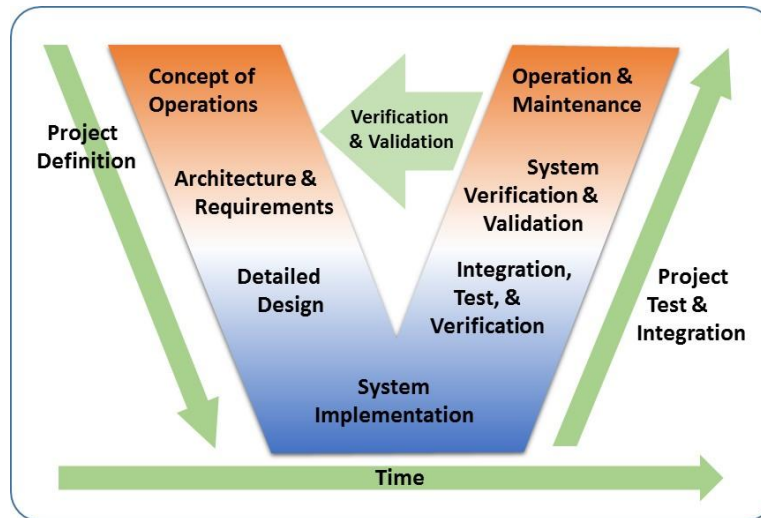 Concept of
Operations
Operation &
Maintenance
Verification
& Validation
Project
Definition
Architecture &
Requirements
System
Verification &
Validation
Detailed
Design
Integration,
Test, &
Verification
Project
Test &
Integration
System
Implementation
Time